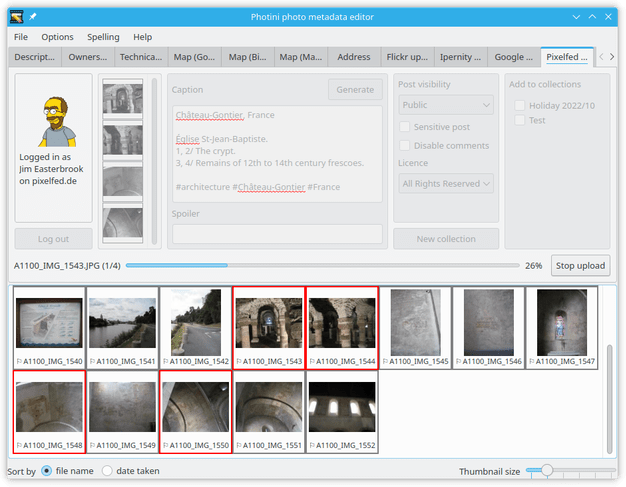 Photini photo metadata editor
File Options Spelling Help
Descript... Owners... Technica... Map (Go... Map (Bi... Map (Ma... Address Flickr up... Ipernity ... Google ... Pixelfed ...
Logged in as
Jim Easterbrook
on pixelfed.de
Log out
Caption
Generate
Château-Gontier, France
Église St-Jean-Baptiste.
1, 2/ The crypt.
3, 4/ Remains of 12th to 14th century frescoes.
#architecture #Château-Gontier #France
Spoiler
Post visibility
Public
Sensitive post
Disable comments
Licence
All Rights Reserved
New collection
Add to collections
Holiday 2022/10
Test
A1100_IMG_1543.JPG (1/4) 26% Stop upload
A1100_IMG_1540 A1100_IMG_1541 A1100_IMG_1542 A1100_IMG_1543 A1100_IMG_1544 A1100_IMG_1545 A1100_IMG_1546 A1100_IMG_1547
A1100_IMG_1548 A1100_IMG_1549 A1100_IMG_1550 A1100_IMG_1551 A1100_IMG_1552
Sort by file name date taken Thumbnail size